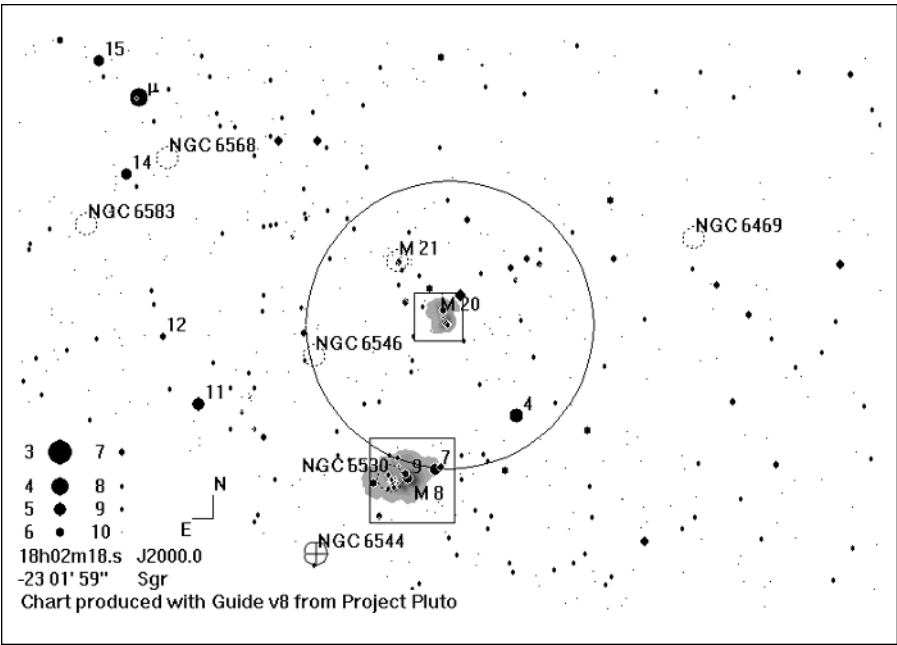 15
μ
NGC 6568
14
NGC 6583
M 21
NGC 6469
M 20
12
NGC 6546
11
4
3 7
4 8
5 9
6 10
NGC 6530
9
7
M 8
N
E
NGC 6544
18h02m18.s J2000.0
-23 01' 59" Sgr
Chart produced with Guide v8 from Project Pluto